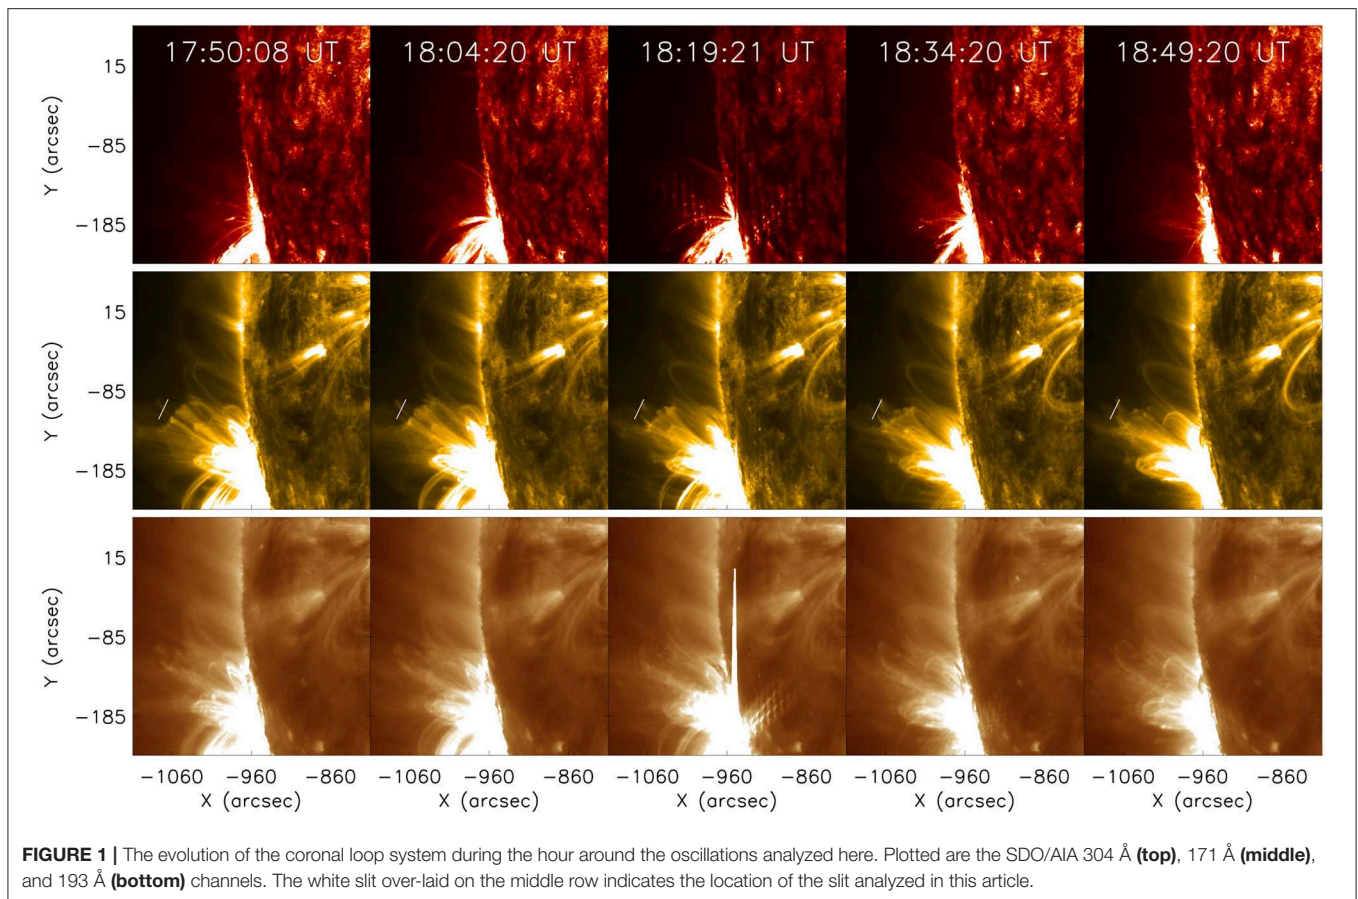 17:50:08 UT 18:04:20 UT 18:19:21 UT 18:34:20 UT 18:49:20 UT
15
−85
−185
Y (arcsec)
15
−85
−185
Y (arcsec)
15
−85
−185
Y (arcsec)
−1060 −960 −860 −1060 −960 −860 −1060 −960 −860 −1060 −960 −860 −1060 −960 −860
X (arcsec) X (arcsec) X (arcsec) X (arcsec) X (arcsec)
FIGURE 1 | The evolution of the coronal loop system during the hour around the oscillations analyzed here. Plotted are the SDO/AIA 304 Å (top), 171 Å (middle),
and 193 Å (bottom) channels. The white slit over-laid on the middle row indicates the location of the slit analyzed in this article.